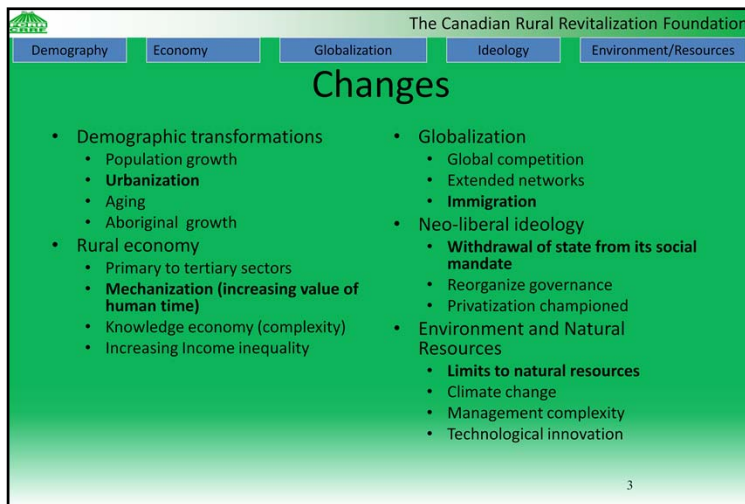 The Canadian Rural Revitalization Foundation
Demography
Economy
Globalization
Ideology
Environment/Resources
Changes
• Demographic transformations
• Population growth
• Urbanization
• Aging
• Aboriginal growth
• Rural economy
• Primary to tertiary sectors
• Mechanization (increasing value of
human time)
• Knowledge economy (complexity)
• Increasing Income inequality
• Globalization
• Global competition
• Extended networks
• Immigration
• Neo-liberal ideology
• Withdrawal of state from its social
mandate
• Reorganize governance
• Privatization championed
• Environment and Natural
Resources
• Limits to natural resources
• Climate change
• Management complexity
• Technological innovation
3